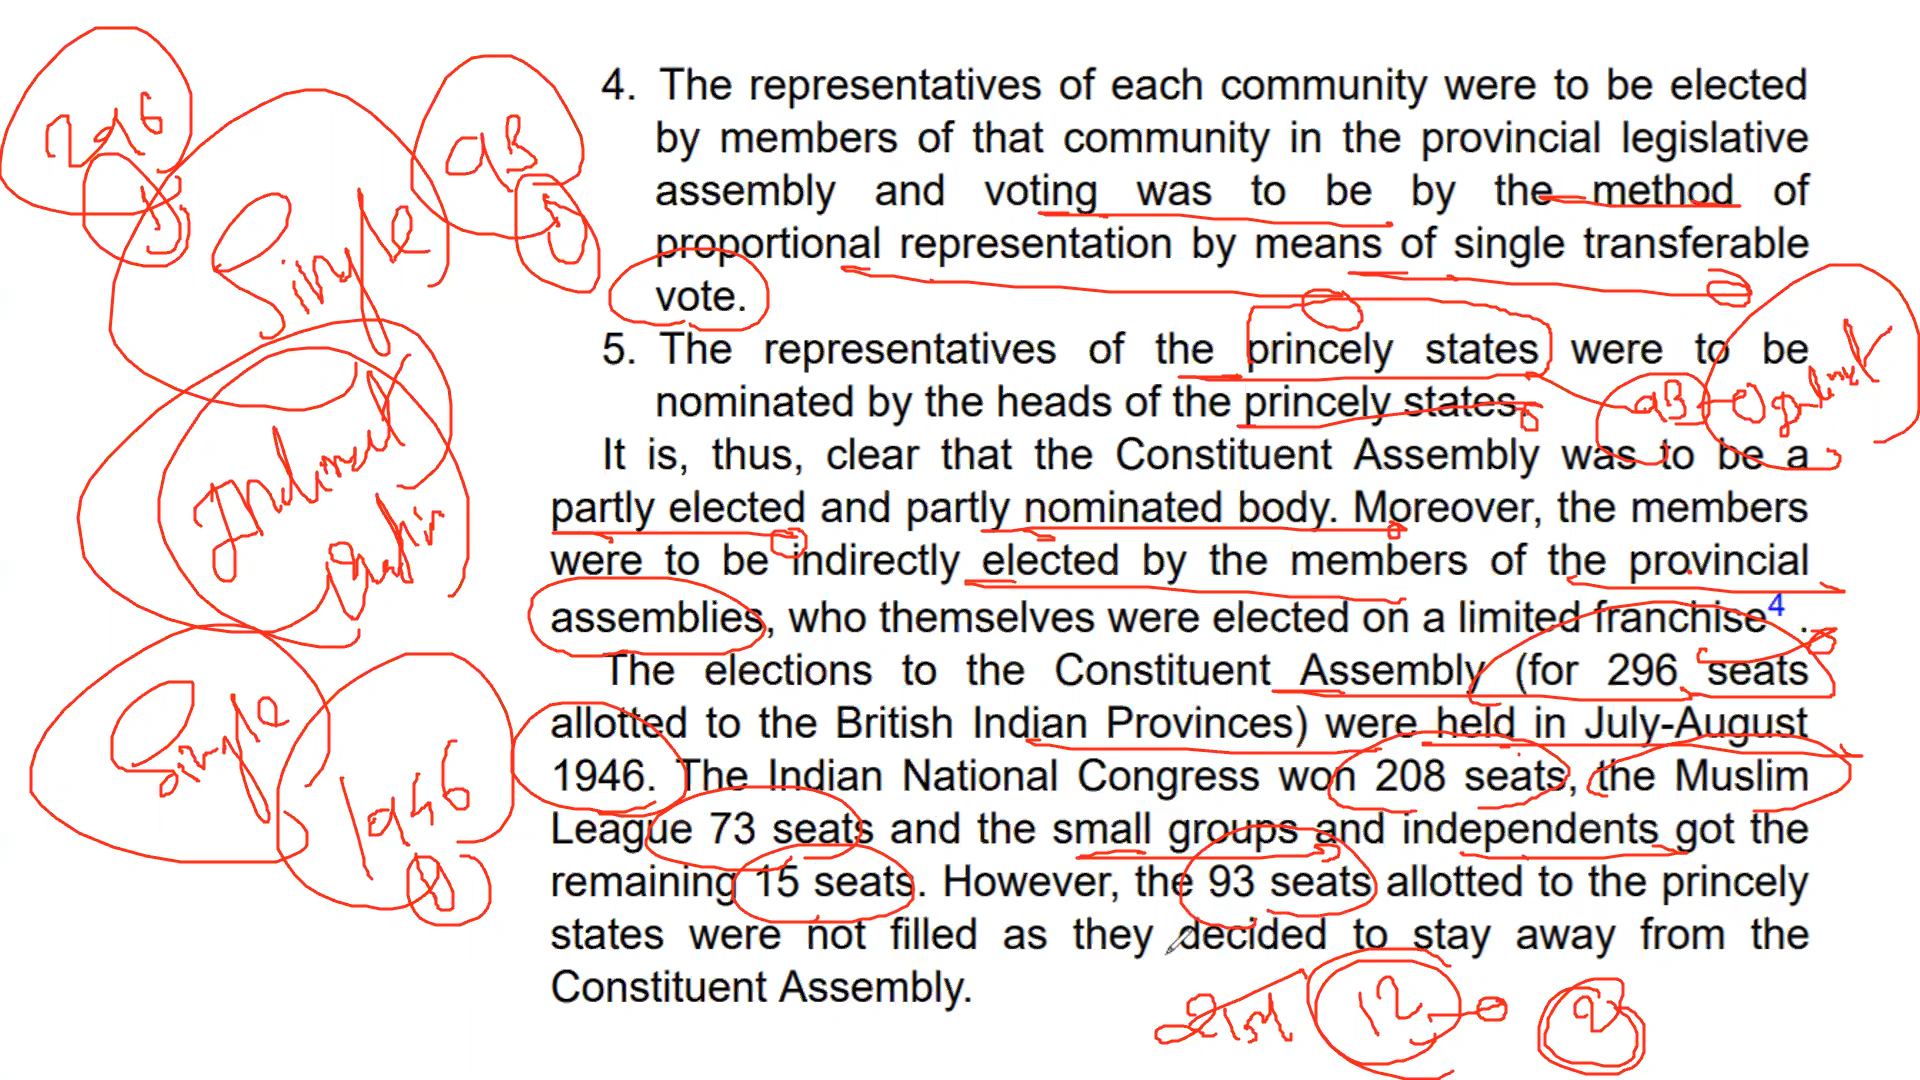 4. The representatives of each community were to be elected
by members of that community in the provincial legislative
assembly and voting was to be by the method of
proportional representation by means of single transferable
vote.
5. The representatives of the princely states were to be
nominated by the heads of the princely states.
It is, thus, clear that the Constituent Assembly was to be a
partly elected and partly nominated body. Moreover, the members
were to be indirectly elected by the members of the provincial
assemblies, who themselves were elected on a limited franchise4 .
The elections to the Constituent Assembly (for 296 seats
allotted to the British Indian Provinces) were held in July-August
1946. The Indian National Congress won 208 seats, the Muslim
League 73 seats and the small groups and independents got the
remaining 15 seats. However, the 93 seats allotted to the princely
states were not filled as they decided to stay away from the
Constituent Assembly.
296
93
Single
93
Single
1946
12